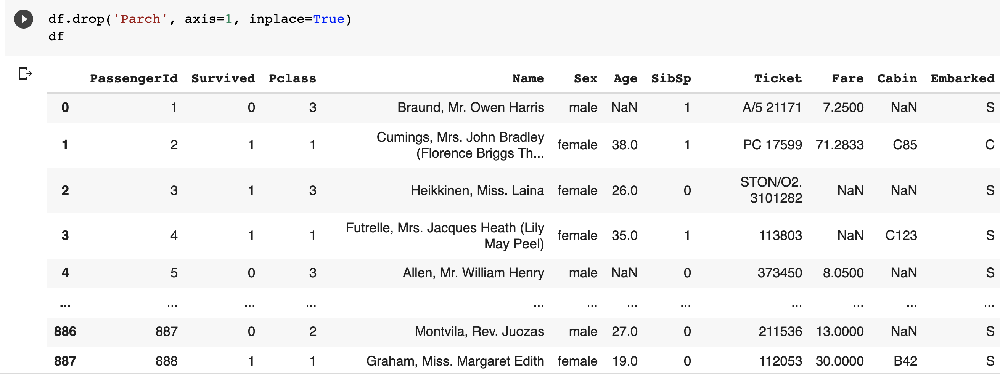 df.drop('Parch', axis=1, inplace=True)
df
PassengerId Survived Pclass Name Sex Age SibSp Ticket Fare Cabin Embarked
0 1 0 3 Braund, Mr. Owen Harris male NaN 1 A/5 21171 7.2500 NaN S
1 2 1 1 Cumings, Mrs. John Bradley (Florence Briggs Th... female 38.0 1 PC 17599 71.2833 C85 C
2 3 1 3 Heikkinen, Miss. Laina female 26.0 0 STON/O2. 3101282 NaN NaN S
3 4 1 1 Futrelle, Mrs. Jacques Heath (Lily May Peel) female 35.0 1 113803 NaN C123 S
4 5 0 3 Allen, Mr. William Henry male NaN 0 373450 8.0500 NaN S
... ... ... ... ... ... ... ... ... ... ... ...
886 887 0 2 Montvila, Rev. Juozas male 27.0 0 211536 13.0000 NaN S
887 888 1 1 Graham, Miss. Margaret Edith female 19.0 0 112053 30.0000 B42 S